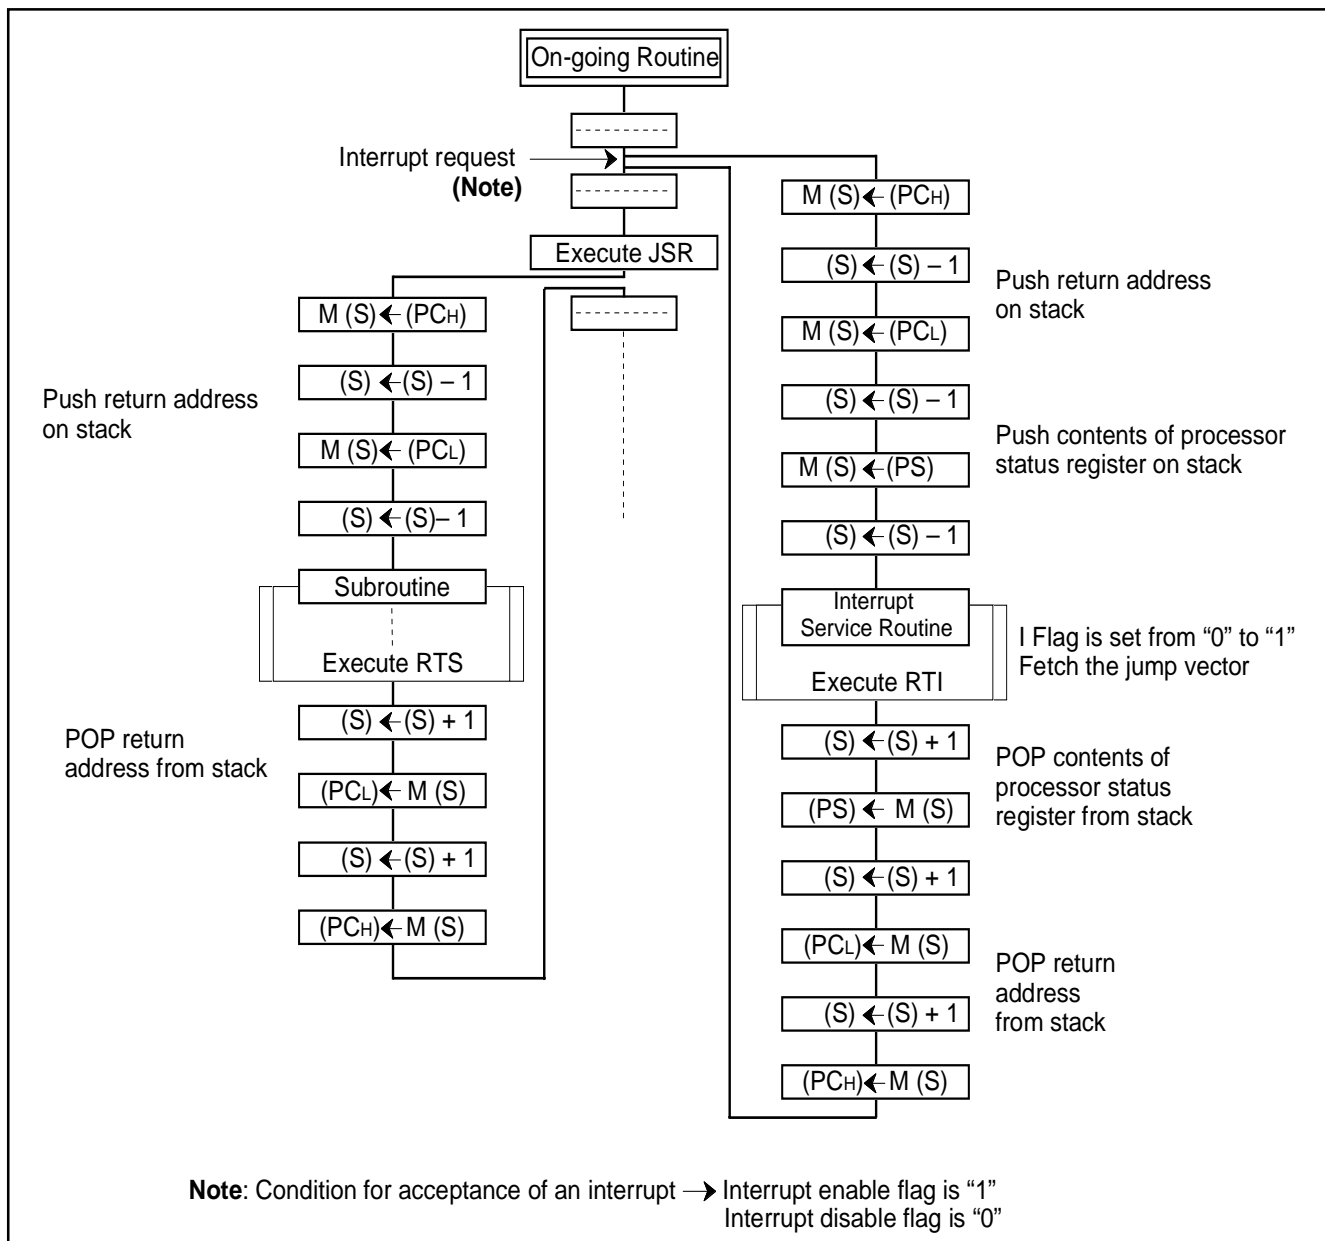 On-going Routine
Interrupt request
(Note)
Execute JSR
M (S) ← (PCH)
(S) ← (S) – 1
M (S) ← (PCL)
(S) ← (S)– 1
Push return address
on stack
Subroutine
Execute RTS
(S) ← (S) + 1
(PCL) ← M (S)
(S) ← (S) + 1
(PCH) ← M (S)
POP return
address from stack
M (S) ← (PCH)
(S) ← (S) – 1
M (S) ← (PCL)
(S) ← (S) – 1
M (S) ← (PS)
(S) ← (S) – 1
Push return address
on stack
Push contents of processor
status register on stack
Interrupt
Service Routine
Execute RTI
I Flag is set from “0” to “1”
Fetch the jump vector
(S) ← (S) + 1
(PS) ← M (S)
(S) ← (S) + 1
(PCL) ← M (S)
(S) ← (S) + 1
(PCH) ← M (S)
POP contents of
processor status
register from stack
POP return
address
from stack
Note: Condition for acceptance of an interrupt → Interrupt enable flag is “1”
Interrupt disable flag is “0”